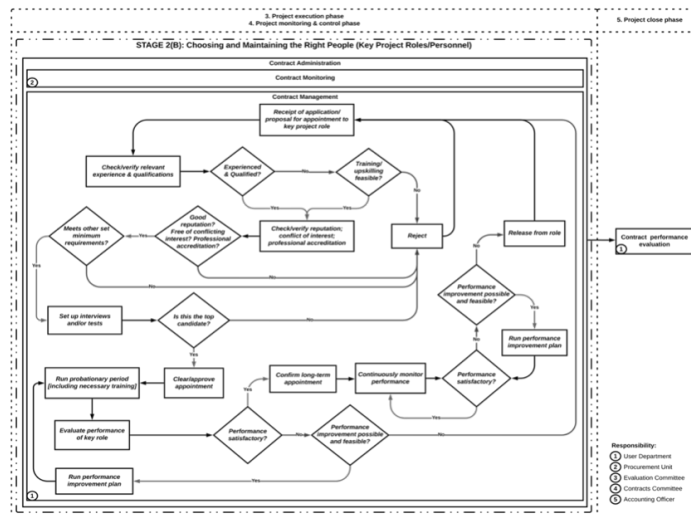 3. Project execution phase
4. Project monitoring & control phase
5. Project close phase
STAGE 2(B): Choosing and Maintaining the Right People (Key Project Roles/Personnel)
Contract Administration
Contract Monitoring
2
Contract Management
Receipt of application/
proposal for appointment to
key project role
Check/verify relevant
experience & qualifications
Experienced
& Qualified?
No
Training/
upskilling
feasible?
No
Yes
Yes
Meets other set
minimum
requirements?
Yes
Good
reputation?
Free of conflicting
interest? Professional
accreditation?
Check/verify reputation;
conflict of interest;
professional accreditation
Reject
Release from role
Contract performance
evaluation
1
No
No
Yes
No
Performance
improvement possible
and feasible?
Yes
Set up interviews
and/or tests
Is this the top
candidate?
No
Run performance
improvement plan
Yes
No
Run probationary period
[including necessary training]
Clear/approve
appointment
Confirm long-term
appointment
Continuously monitor
performance
Performance
satisfactory?
Yes
Yes
Evaluate performance
of key role
Performance
satisfactory?
No
Performance
improvement possible
and feasible?
No
Run performance
improvement plan
Yes
1
Responsibility:
1 User Department
2 Procurement Unit
3 Evaluation Committee
4 Contracts Committee
5 Accounting Officer